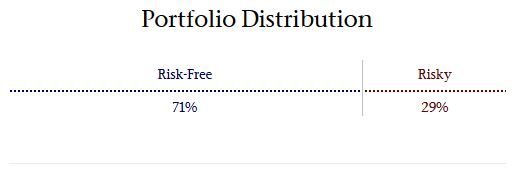 Portfolio Distribution
Risk-Free Risky
71% 29%